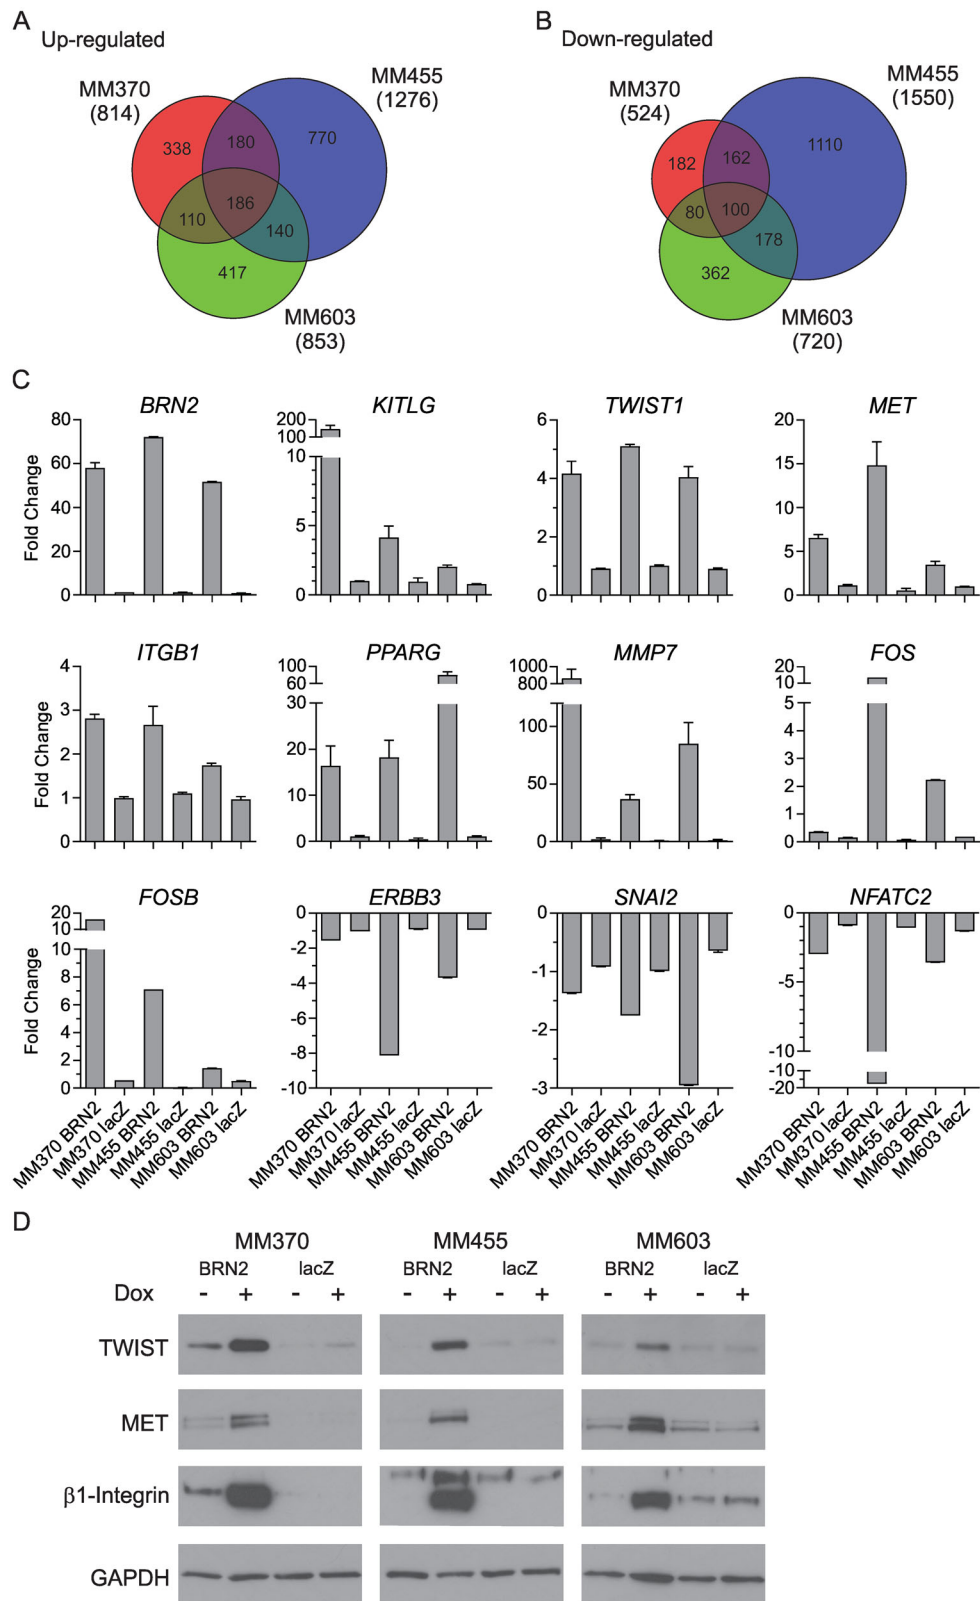 A
Up-regulated
MM370
(814)
MM455
(1276)
338
180
770
186
110
140
417
MM603
(853)
B
Down-regulated
MM370
(524)
MM455
(1550)
182
162
1110
80
100
178
362
MM603
(720)
C
BRN2
Fold Change
80
60
40
20
0
KITLG
200
100
10
5
0
TWIST1
6
4
2
0
MET
20
15
10
5
0
ITGB1
Fold Change
4
3
2
1
0
PPARG
100
60
30
20
10
0
MMP7
1000
800
100
50
0
FOS
20
10
5
4
3
2
1
0
FOSB
Fold Change
20
10
10
8
6
4
2
0
ERBB3
0
-2
-4
-6
-8
-10
SNAI2
0
-1
-2
-3
NFATC2
0
-5
-10
-10
-20
MM370 BRN2
MM370 lacZ
MM455 BRN2
MM455 lacZ
MM603 BRN2
MM603 lacZ
MM370 BRN2
MM370 lacZ
MM455 BRN2
MM455 lacZ
MM603 BRN2
MM603 lacZ
MM370 BRN2
MM370 lacZ
MM455 BRN2
MM455 lacZ
MM603 BRN2
MM603 lacZ
MM370 BRN2
MM370 lacZ
MM455 BRN2
MM455 lacZ
MM603 BRN2
MM603 lacZ
D
MM370 MM455 MM603
BRN2 lacZ BRN2 lacZ BRN2 lacZ
Dox - + - + - + - + - + - +
TWIST
MET
β1-Integrin
GAPDH